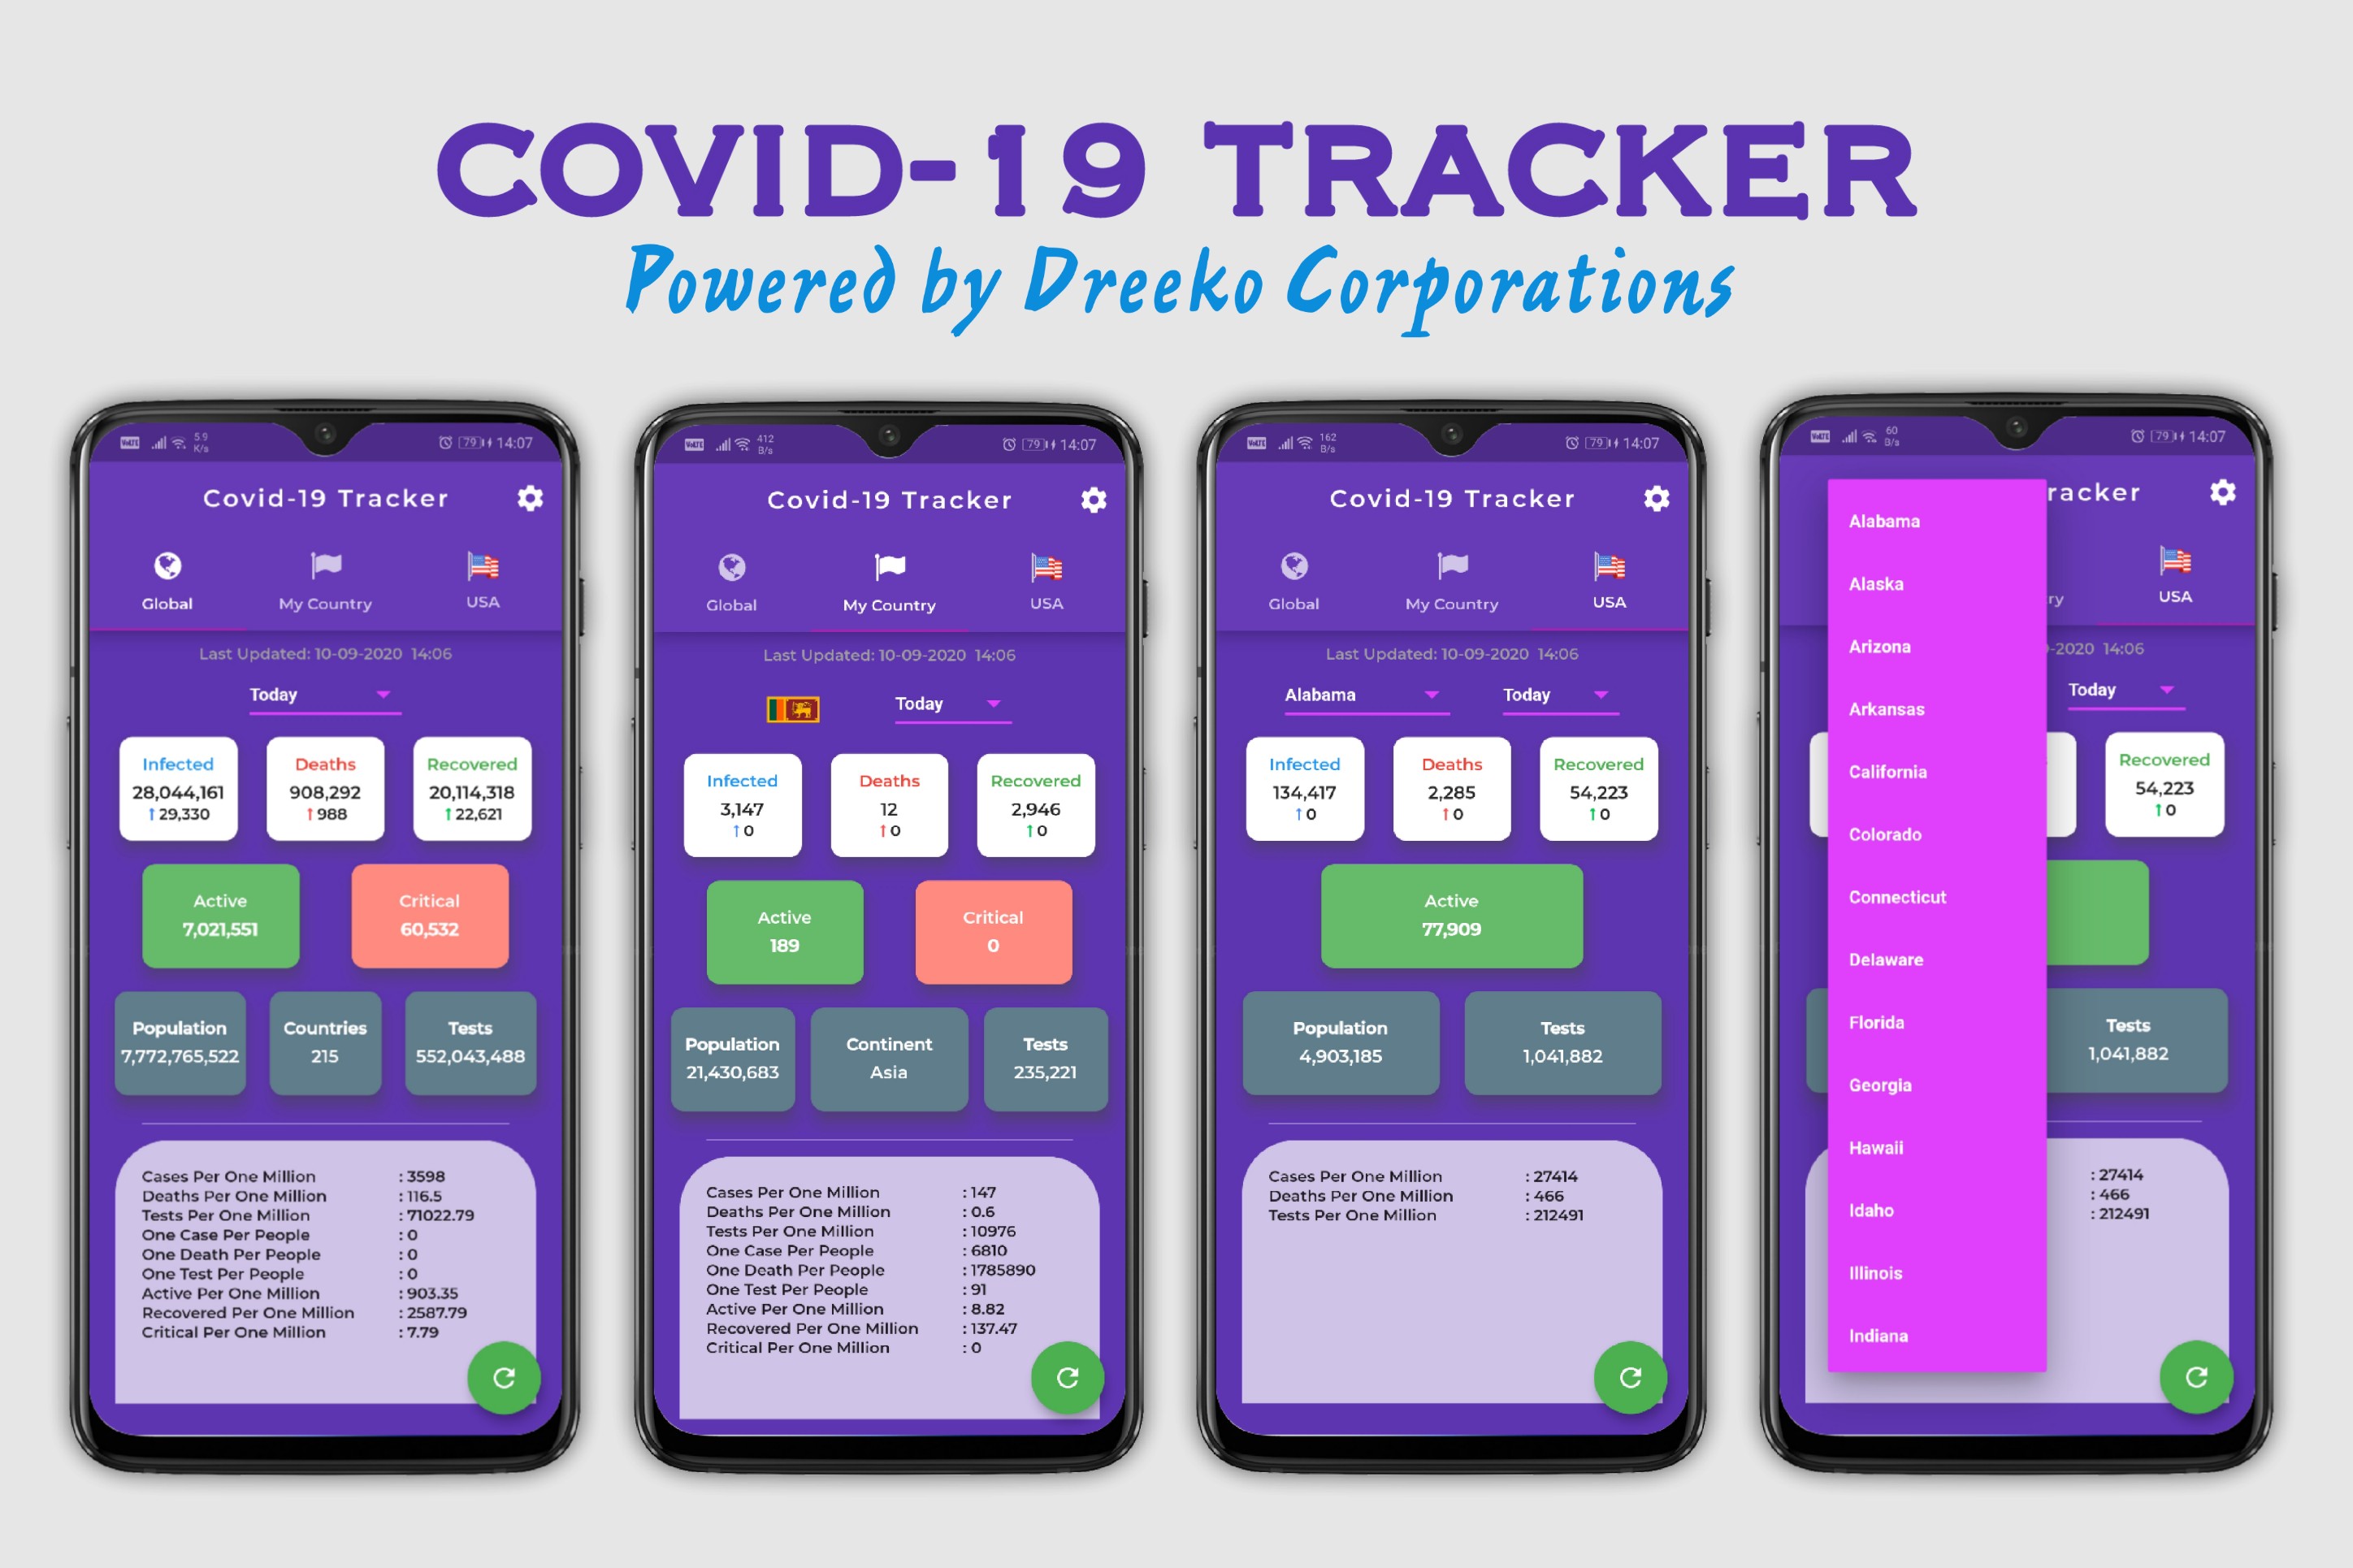 COVID-19 TRACKER
Powered by Dreeko Corporations
VoLTE 5.9 K/s 79 14:07
Covid-19 Tracker
Global My Country USA
Last Updated: 10-09-2020 14:06
Today
Infected Deaths Recovered
28,044,161 908,292 20,114,318
↑29,330 ↑988 ↑22,621
Active Critical
7,021,551 60,532
Population Countries Tests
7,772,765,522 215 552,043,488
Cases Per One Million : 3598
Deaths Per One Million : 116.5
Tests Per One Million : 71022.79
One Case Per People : 0
One Death Per People : 0
One Test Per People : 0
Active Per One Million : 903.35
Recovered Per One Million : 2587.79
Critical Per One Million : 7.79
VoLTE 412 B/s 79 14:07
Covid-19 Tracker
Global My Country USA
Last Updated: 10-09-2020 14:06
Today
Infected Deaths Recovered
3,147 12 2,946
↑0 ↑0 ↑0
Active Critical
189 0
Population Continent Tests
21,430,683 Asia 235,221
Cases Per One Million : 147
Deaths Per One Million : 0.6
Tests Per One Million : 10976
One Case Per People : 6810
One Death Per People : 1785890
One Test Per People : 91
Active Per One Million : 8.82
Recovered Per One Million : 137.47
Critical Per One Million : 0
VoLTE 162 B/s 79 14:07
Covid-19 Tracker
Global My Country USA
Last Updated: 10-09-2020 14:06
Alabama Today
Infected Deaths Recovered
134,417 2,285 54,223
↑0 ↑0 ↑0
Active
77,909
Population Tests
4,903,185 1,041,882
Cases Per One Million : 27414
Deaths Per One Million : 466
Tests Per One Million : 212491
VoLTE 60 B/s 79 14:07
racker
ry USA
-2020 14:06
Today
Recovered
54,223
↑0
Tests
1,041,882
: 27414
: 466
: 212491
Alabama
Alaska
Arizona
Arkansas
California
Colorado
Connecticut
Delaware
Florida
Georgia
Hawaii
Idaho
Illinois
Indiana